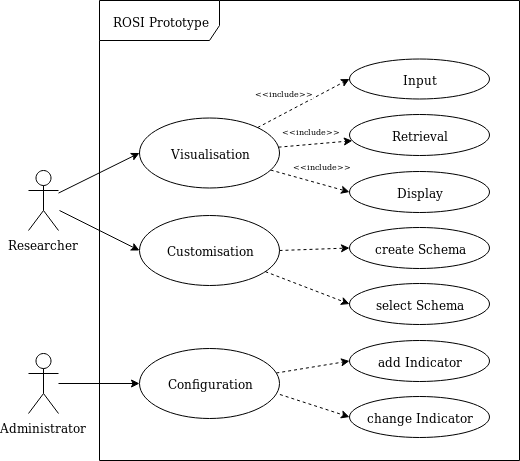 ROSI Prototype
Input
<<include>>
Retrieval
<<include>>
Visualisation
<<include>>
Display
Researcher
Customisation
create Schema
select Schema
add Indicator
Configuration
change Indicator
Administrator